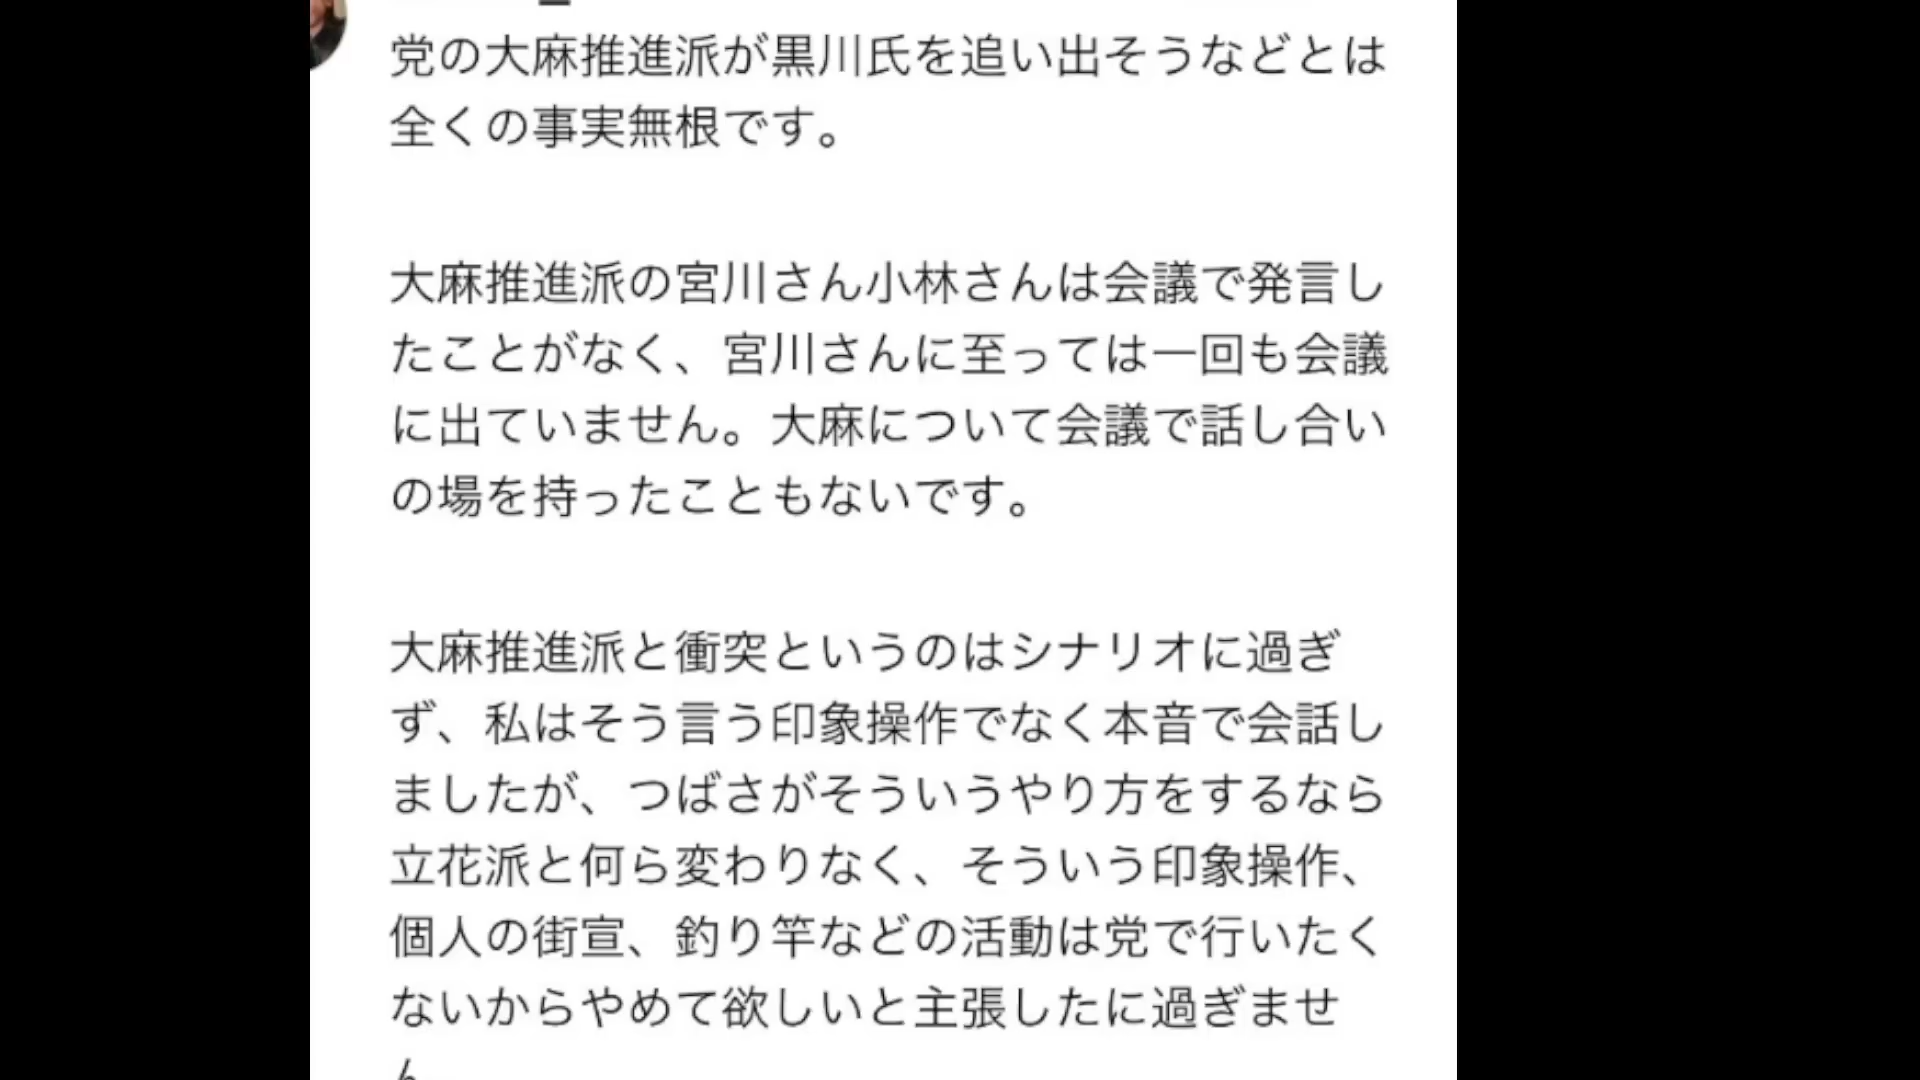 党の大麻推進派が黒川氏を追い出そうなどとは
全くの事実無根です。
大麻推進派の宮川さん小林さんは会議で発言し
たことがなく、宮川さんに至っては一回も会議
に出ていません。大麻について会議で話し合い
の場を持ったこともないです。
大麻推進派と衝突というのはシナリオに過ぎ
ず、私はそう言う印象操作でなく本音で会話し
ましたが、つばさがそういうやり方をするなら
立花派と何ら変わりなく、そういう印象操作、
個人の街宣、釣り竿などの活動は党で行いたく
ないからやめて欲しいと主張したに過ぎませ